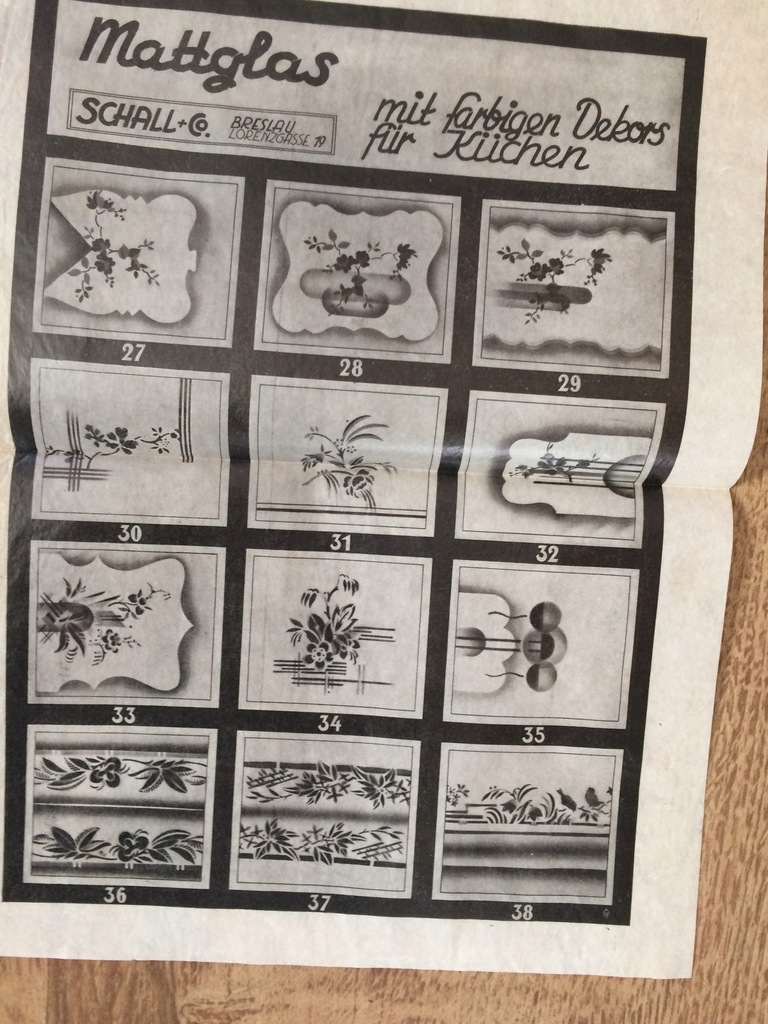 Mattglas
SCHALL + Co. BRESLAU
LORENZGASSE 19
mit farbigen Dekors
für Küchen
27
28
29
30
31
32
33
34
35
36
37
38